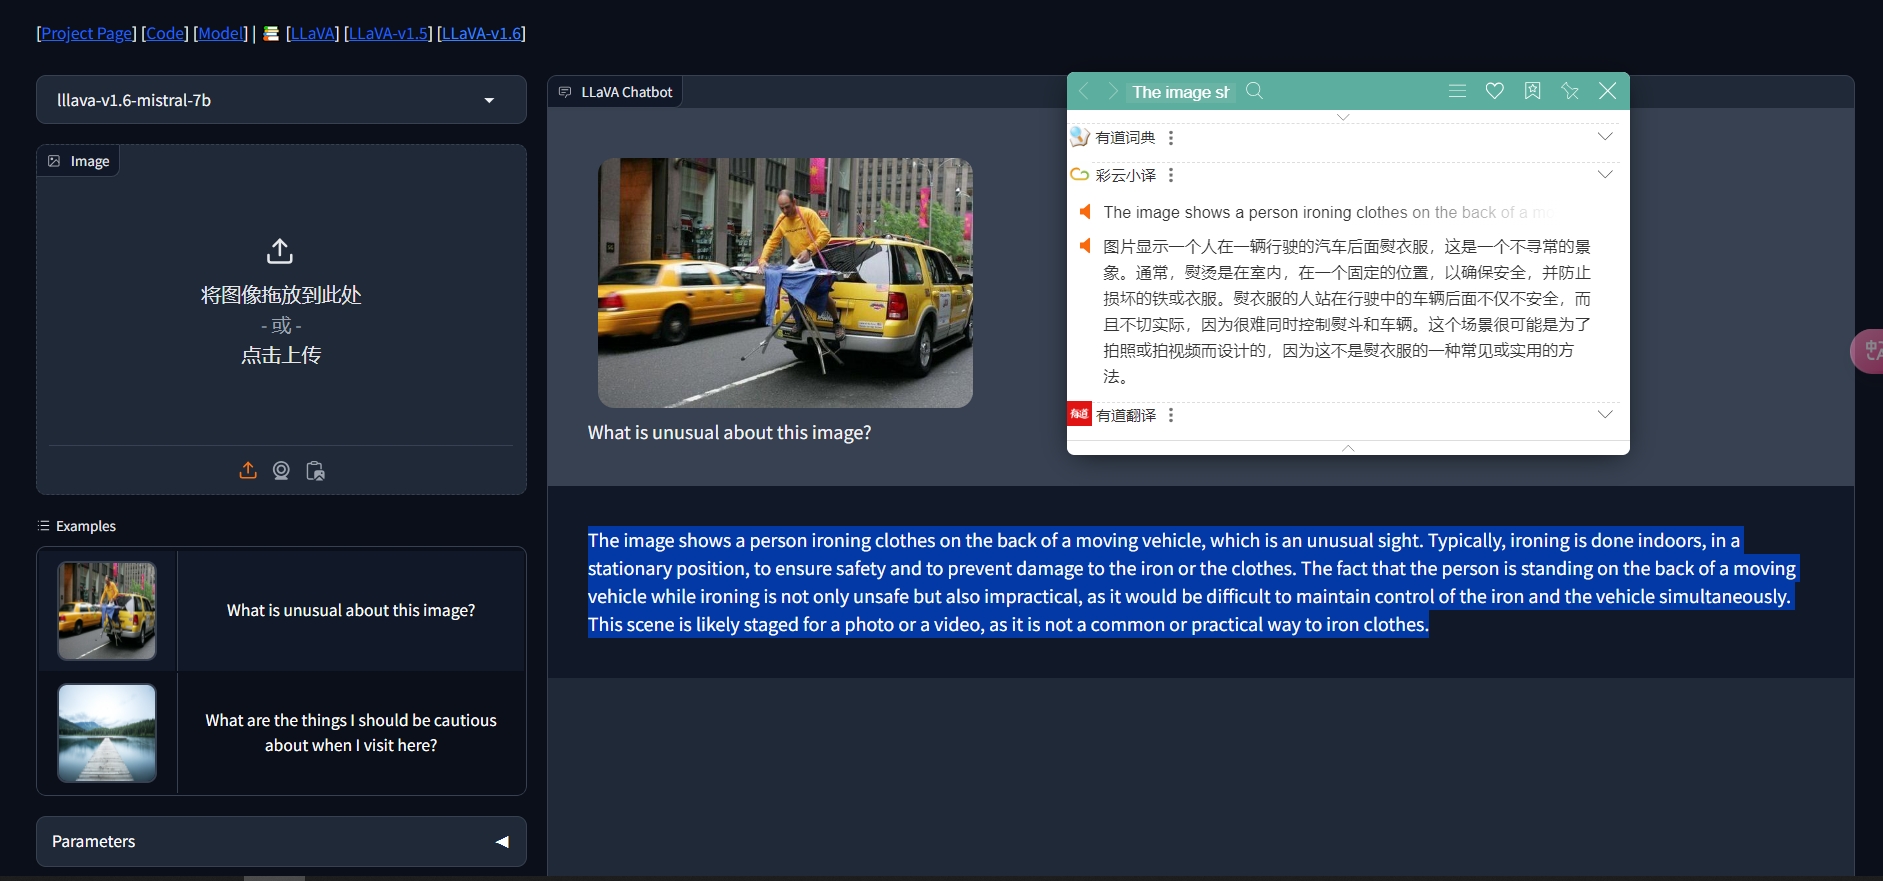 [Project Page] [Code] [Model] | 📚 [LLaVA] [LLaVA-v1.5] [LLaVA-v1.6]
lllava-v1.6-mistral-7b
Image
将图像拖放到此处
- 或 -
点击上传
Examples
What is unusual about this image?
What are the things I should be cautious
about when I visit here?
Parameters
LLaVA Chatbot
What is unusual about this image?
The image shows a person ironing clothes on the back of a moving vehicle, which is an unusual sight. Typically, ironing is done indoors, in a
stationary position, to ensure safety and to prevent damage to the iron or the clothes. The fact that the person is standing on the back of a moving
vehicle while ironing is not only unsafe but also impractical, as it would be difficult to maintain control of the iron and the vehicle simultaneously.
This scene is likely staged for a photo or a video, as it is not a common or practical way to iron clothes.
The image sh
有道词典
彩云小译
The image shows a person ironing clothes on the back of a m
图片显示一个人在一辆行驶的汽车后面熨衣服，这是一个不寻常的景
象。通常，熨烫是在室内，在一个固定的位置，以确保安全，并防止
损坏的铁或衣服。熨衣服的人站在行驶中的车辆后面不仅不安全，而
且不切实际，因为很难同时控制熨斗和车辆。这个场景很可能是为了
拍照或拍视频而设计的，因为这不是熨衣服的一种常见或实用的方
法。
有道 有道翻译